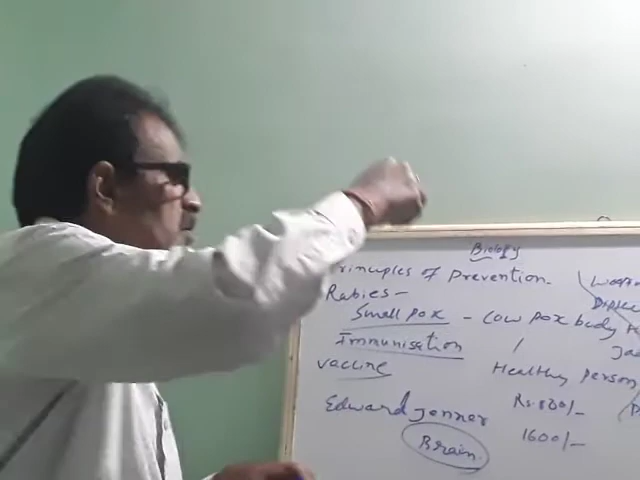 Biology
Principles of Prevention.
Rabies -
Small pox - Cow pox body
Immunisation
vaccine
Healthy Person
Edward Jenner
Rs. 800/-
Brain.
1600/-